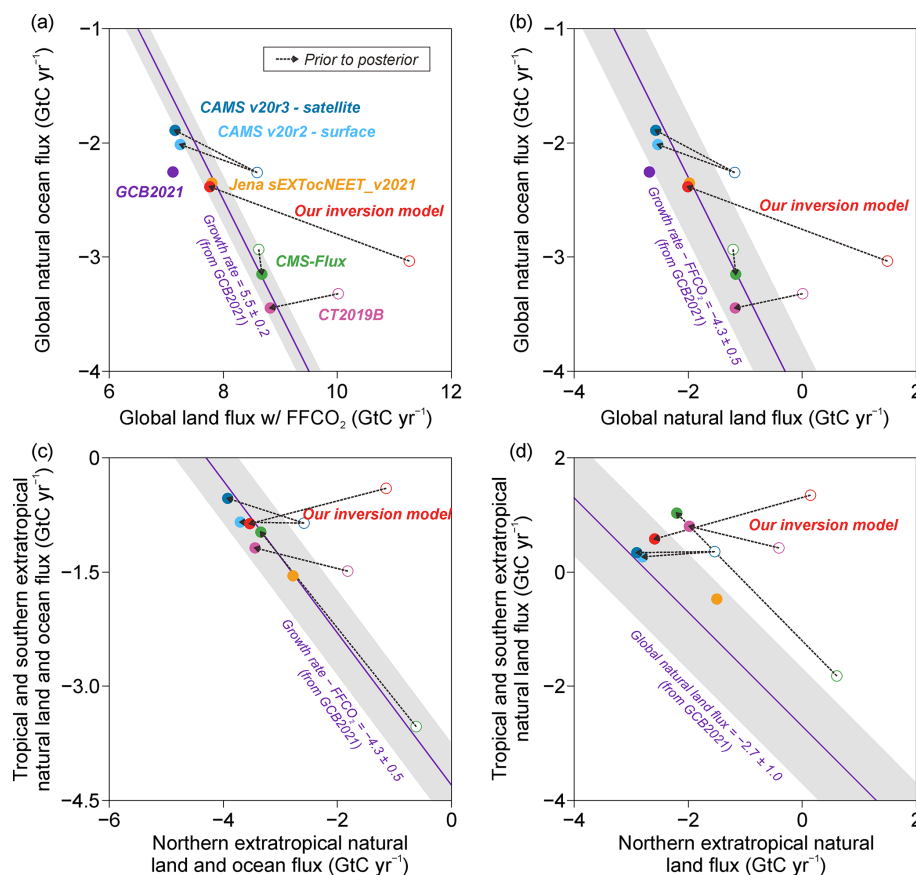 (a)
−1
−2
−3
−4
Global natural ocean flux (GtC yr⁻¹)
Prior to posterior
CAMS v20r3 - satellite
CAMS v20r2 - surface
GCB2021
Jena sEXTocNEET_v2021
Our inversion model
CMS-Flux
CT2019B
Growth rate = 5.5 ± 0.2
(from GCB2021)
6
8
10
12
Global land flux w/ FFCO₂ (GtC yr⁻¹)
(b)
−1
−2
−3
−4
Global natural ocean flux (GtC yr⁻¹)
Our inversion model
Growth rate − FFCO₂ = −4.3 ± 0.5
(from GCB2021)
−4
−2
0
2
Global natural land flux (GtC yr⁻¹)
(c)
0
−1.5
−3.0
−4.5
Tropical and southern extratropical
natural land and ocean flux (GtC yr⁻¹)
Our inversion model
Growth rate − FFCO₂ = −4.3 ± 0.5
(from GCB2021)
−6
−4
−2
0
Northern extratropical natural
land and ocean flux (GtC yr⁻¹)
(d)
2
0
−2
−4
Tropical and southern extratropical
natural land flux (GtC yr⁻¹)
Our inversion model
Global natural land flux = −2.7 ± 1.0
(from GCB2021)
−4
−2
0
2
Northern extratropical natural
land flux (GtC yr⁻¹)